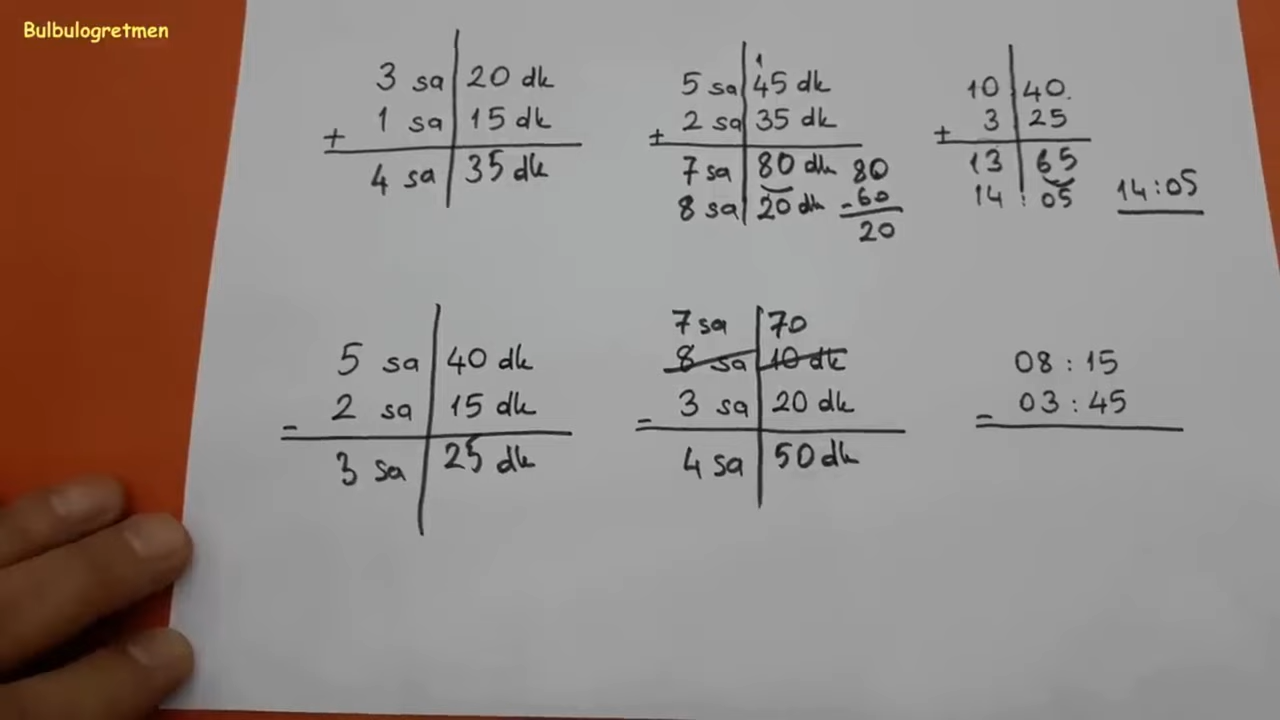 Bulbulogretmen
3 sa 20 dk
+ 1 sa 15 dk
4 sa 35 dk
1
5 sa 45 dk
+ 2 sa 35 dk
7 sa 80 dk
8 sa 20 dk
80
-60
20
10 40
+ 3 25
13 65
14 : 05
14:05
5 sa 40 dk
- 2 sa 15 dk
3 sa 25 dk
7 sa 70
8 sa 10 dk
- 3 sa 20 dk
4 sa 50 dk
08 : 15
- 03 : 45